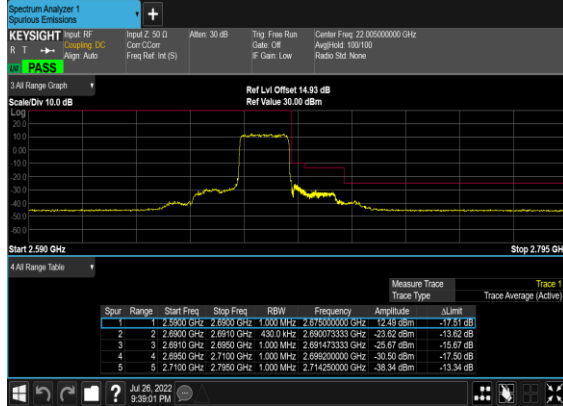 Spectrum Analyzer 1
Spurious Emissions
+
KEYSIGHT Input: RF Input Z: 50 Ω Atten: 30 dB Trig: Free Run Center Freq: 22.005000000 GHz
R T Coupling: DC Corr CCorr Gate: Off Avg|Hold: 100/100
Align: Auto Freq Ref: Int (S) IF Gain: Low Radio Std: None
PASS
3 All Range Graph
Ref Lvl Offset 14.93 dB
Scale/Div 10.0 dB Ref Value 30.00 dBm
Log
20.0
10.0
0.00
-10.0
-20.0
-30.0
-40.0
-50.0
-60.0
Start 2.590 GHz Stop 2.795 GH
4 All Range Table
Measure Trace Trace 1
Trace Type Trace Average (Active)
Spur Range Start Freq Stop Freq RBW Frequency Amplitude ΔLimit
1 1 2.5900 GHz 2.6900 GHz 1.000 MHz 2.675000000 GHz 12.49 dBm -17.51 dB
2 2 2.6900 GHz 2.6910 GHz 430.0 kHz 2.690073333 GHz -23.62 dBm -13.62 dB
3 3 2.6910 GHz 2.6950 GHz 1.000 MHz 2.691473333 GHz -25.67 dBm -15.67 dB
4 4 2.6950 GHz 2.7100 GHz 1.000 MHz 2.699200000 GHz -30.50 dBm -17.50 dB
5 5 2.7100 GHz 2.7950 GHz 1.000 MHz 2.714250000 GHz -38.34 dBm -13.34 dB
?
Jul 26, 2022
9:39:01 PM